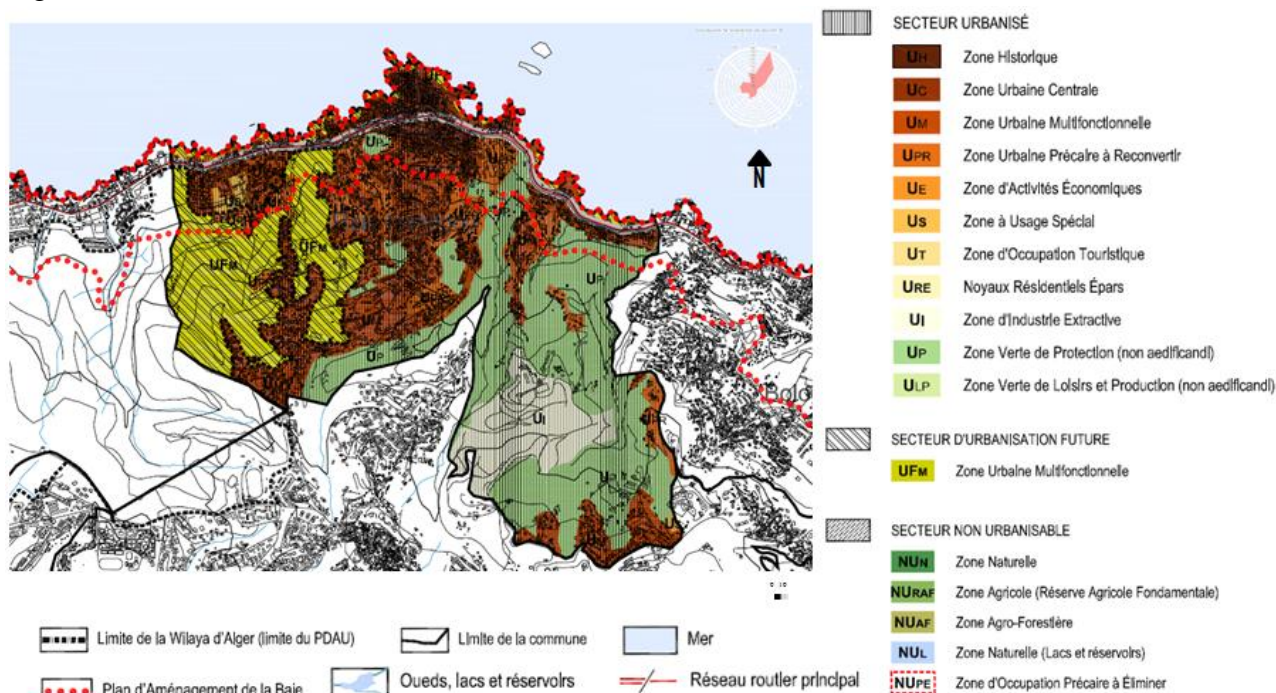 SECTEUR URBANISÉ
UH Zone Historique
UC Zone Urbaine Centrale
UM Zone Urbaine Multifonctionnelle
UPR Zone Urbaine Précaire à Reconvertir
UE Zone d'Activités Économiques
US Zone à Usage Spécial
UT Zone d'Occupation Touristique
URE Noyaux Résidentiels Épars
UI Zone d'Industrie Extractive
UP Zone Verte de Protection (non aedificandi)
ULP Zone Verte de Loisirs et Production (non aedificandi)
SECTEUR D'URBANISATION FUTURE
UFM Zone Urbaine Multifonctionnelle
SECTEUR NON URBANISABLE
NUN Zone Naturelle
NURAF Zone Agricole (Réserve Agricole Fondamentale)
NUAF Zone Agro-Forestière
NUL Zone Naturelle (Lacs et réservoirs)
NUPE Zone d'Occupation Précaire à Éliminer
N
UP
UFM
UFM
UP
UP
UI
Limite de la Wilaya d'Alger (limite du PDAU)
Limite de la commune
Mer
Plan d'Aménagement de la Baie
Oueds, lacs et réservoirs
Réseau routier principal